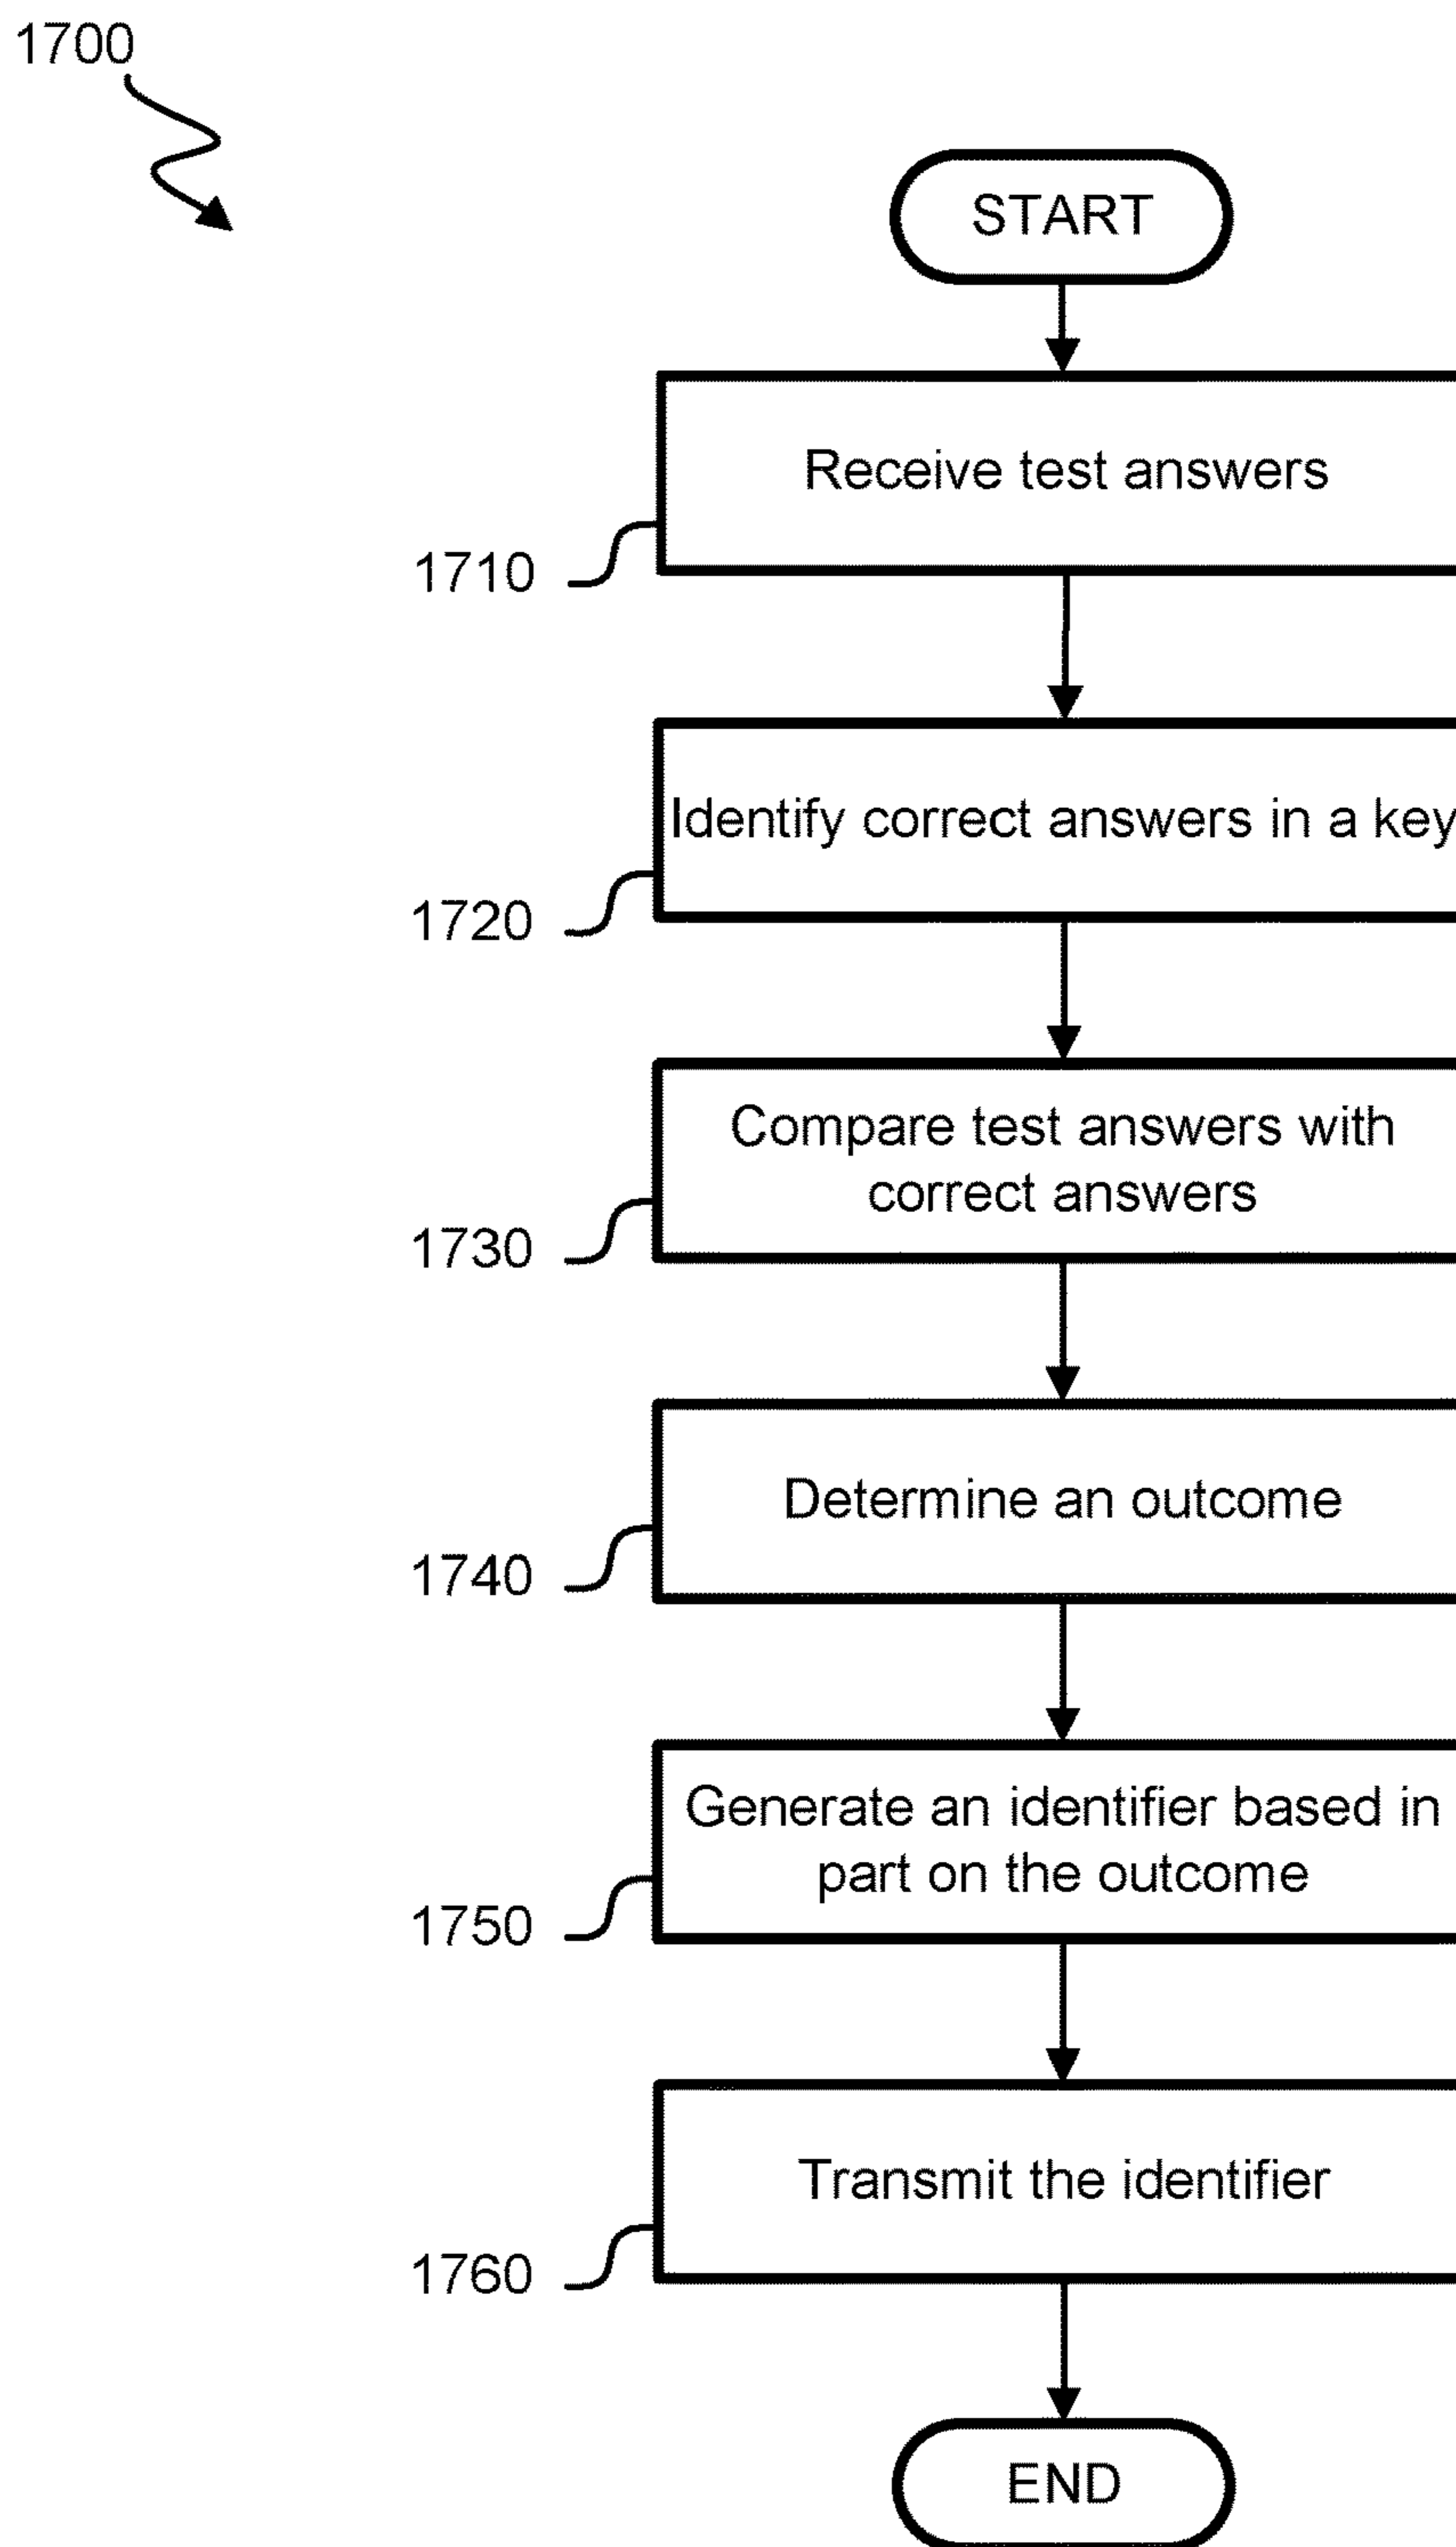 1700
START
Receive test answers
1710
Identify correct answers in a key
1720
Compare test answers with
correct answers
1730
Determine an outcome
1740
Generate an identifier based in
part on the outcome
1750
Transmit the identifier
1760
END